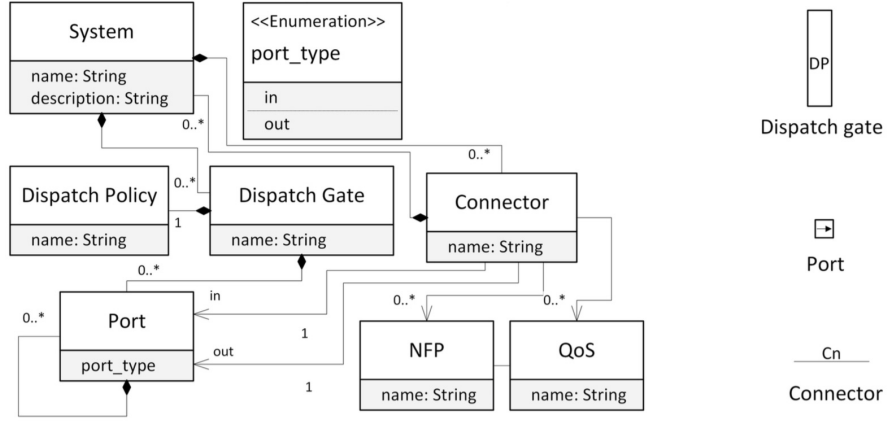 System
name: String
description: String
<<Enumeration>>
port_type
in
out
DP
Dispatch gate
0..*
0..*
0..*
Dispatch Policy
name: String
1
Dispatch Gate
name: String
Connector
name: String
Port
0..*
in
0..*
0..*
0..*
1
Port
port_type
out
1
NFP
name: String
QoS
name: String
Cn
Connector